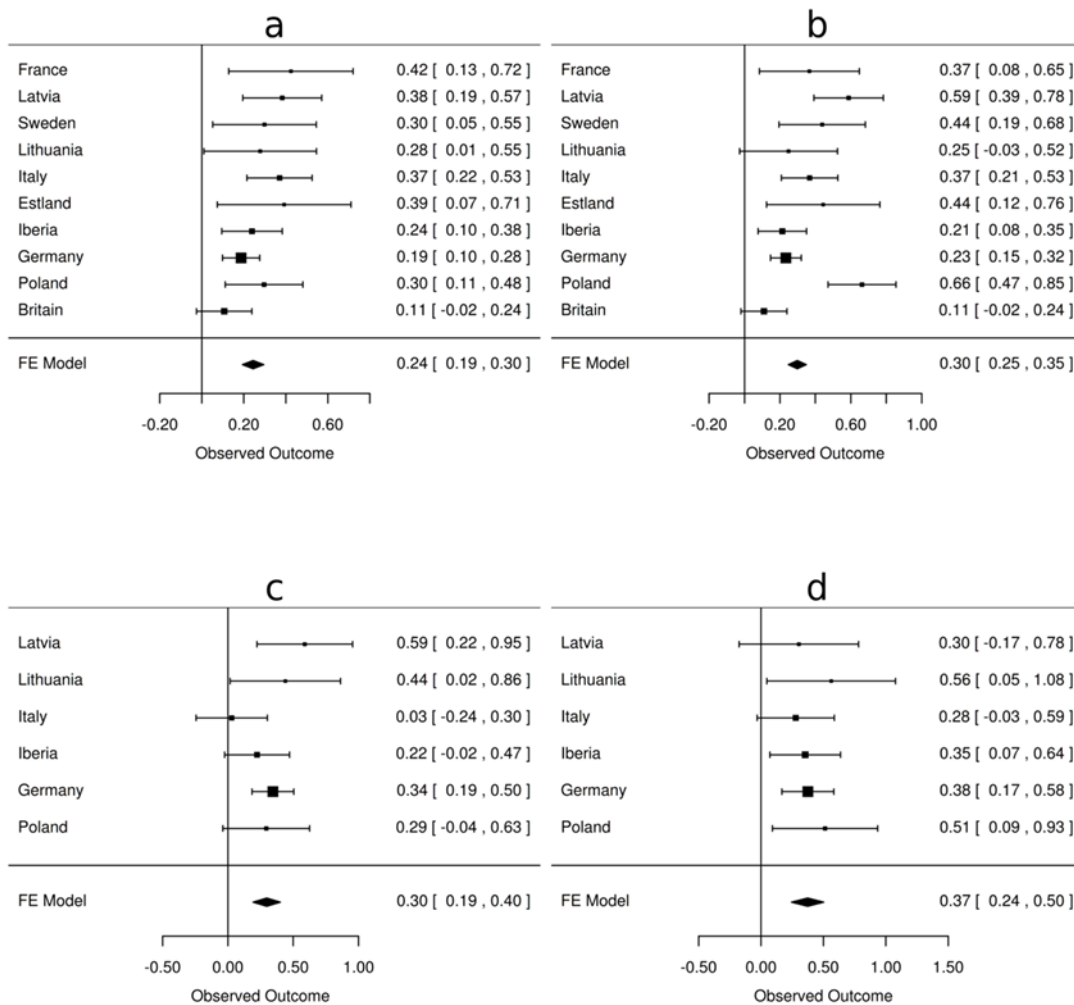 a
France 0.42 [ 0.13 , 0.72 ]
Latvia 0.38 [ 0.19 , 0.57 ]
Sweden 0.30 [ 0.05 , 0.55 ]
Lithuania 0.28 [ 0.01 , 0.55 ]
Italy 0.37 [ 0.22 , 0.53 ]
Estland 0.39 [ 0.07 , 0.71 ]
Iberia 0.24 [ 0.10 , 0.38 ]
Germany 0.19 [ 0.10 , 0.28 ]
Poland 0.30 [ 0.11 , 0.48 ]
Britain 0.11 [ -0.02 , 0.24 ]
FE Model 0.24 [ 0.19 , 0.30 ]
-0.20 0.20 0.60
Observed Outcome
b
France 0.37 [ 0.08 , 0.65 ]
Latvia 0.59 [ 0.39 , 0.78 ]
Sweden 0.44 [ 0.19 , 0.68 ]
Lithuania 0.25 [ -0.03 , 0.52 ]
Italy 0.37 [ 0.21 , 0.53 ]
Estland 0.44 [ 0.12 , 0.76 ]
Iberia 0.21 [ 0.08 , 0.35 ]
Germany 0.23 [ 0.15 , 0.32 ]
Poland 0.66 [ 0.47 , 0.85 ]
Britain 0.11 [ -0.02 , 0.24 ]
FE Model 0.30 [ 0.25 , 0.35 ]
-0.20 0.20 0.60 1.00
Observed Outcome
c
Latvia 0.59 [ 0.22 , 0.95 ]
Lithuania 0.44 [ 0.02 , 0.86 ]
Italy 0.03 [ -0.24 , 0.30 ]
Iberia 0.22 [ -0.02 , 0.47 ]
Germany 0.34 [ 0.19 , 0.50 ]
Poland 0.29 [ -0.04 , 0.63 ]
FE Model 0.30 [ 0.19 , 0.40 ]
-0.50 0.00 0.50 1.00
Observed Outcome
d
Latvia 0.30 [ -0.17 , 0.78 ]
Lithuania 0.56 [ 0.05 , 1.08 ]
Italy 0.28 [ -0.03 , 0.59 ]
Iberia 0.35 [ 0.07 , 0.64 ]
Germany 0.38 [ 0.17 , 0.58 ]
Poland 0.51 [ 0.09 , 0.93 ]
FE Model 0.37 [ 0.24 , 0.50 ]
-0.50 0.00 0.50 1.00 1.50
Observed Outcome